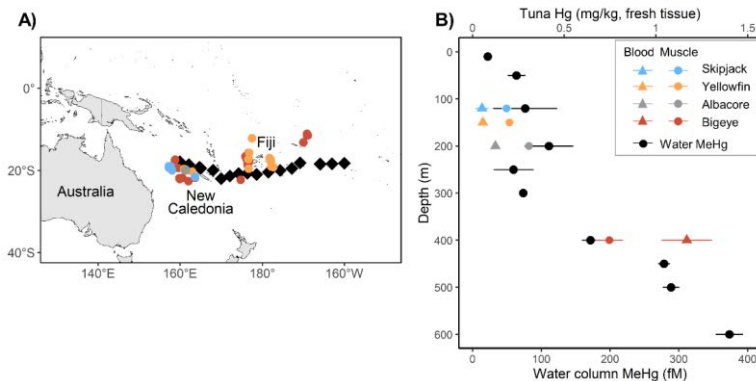 A)
0°
20°S
40°S
140°E
160°E
180°
160°W
Australia
New
Caledonia
Fiji
B)
Tuna Hg (mg/kg, fresh tissue)
0
0.5
1
1.5
Depth (m)
0
100
200
300
400
500
600
Blood Muscle
Skipjack
Yellowfin
Albacore
Bigeye
Water MeHg
0
100
200
300
400
Water column MeHg (fM)